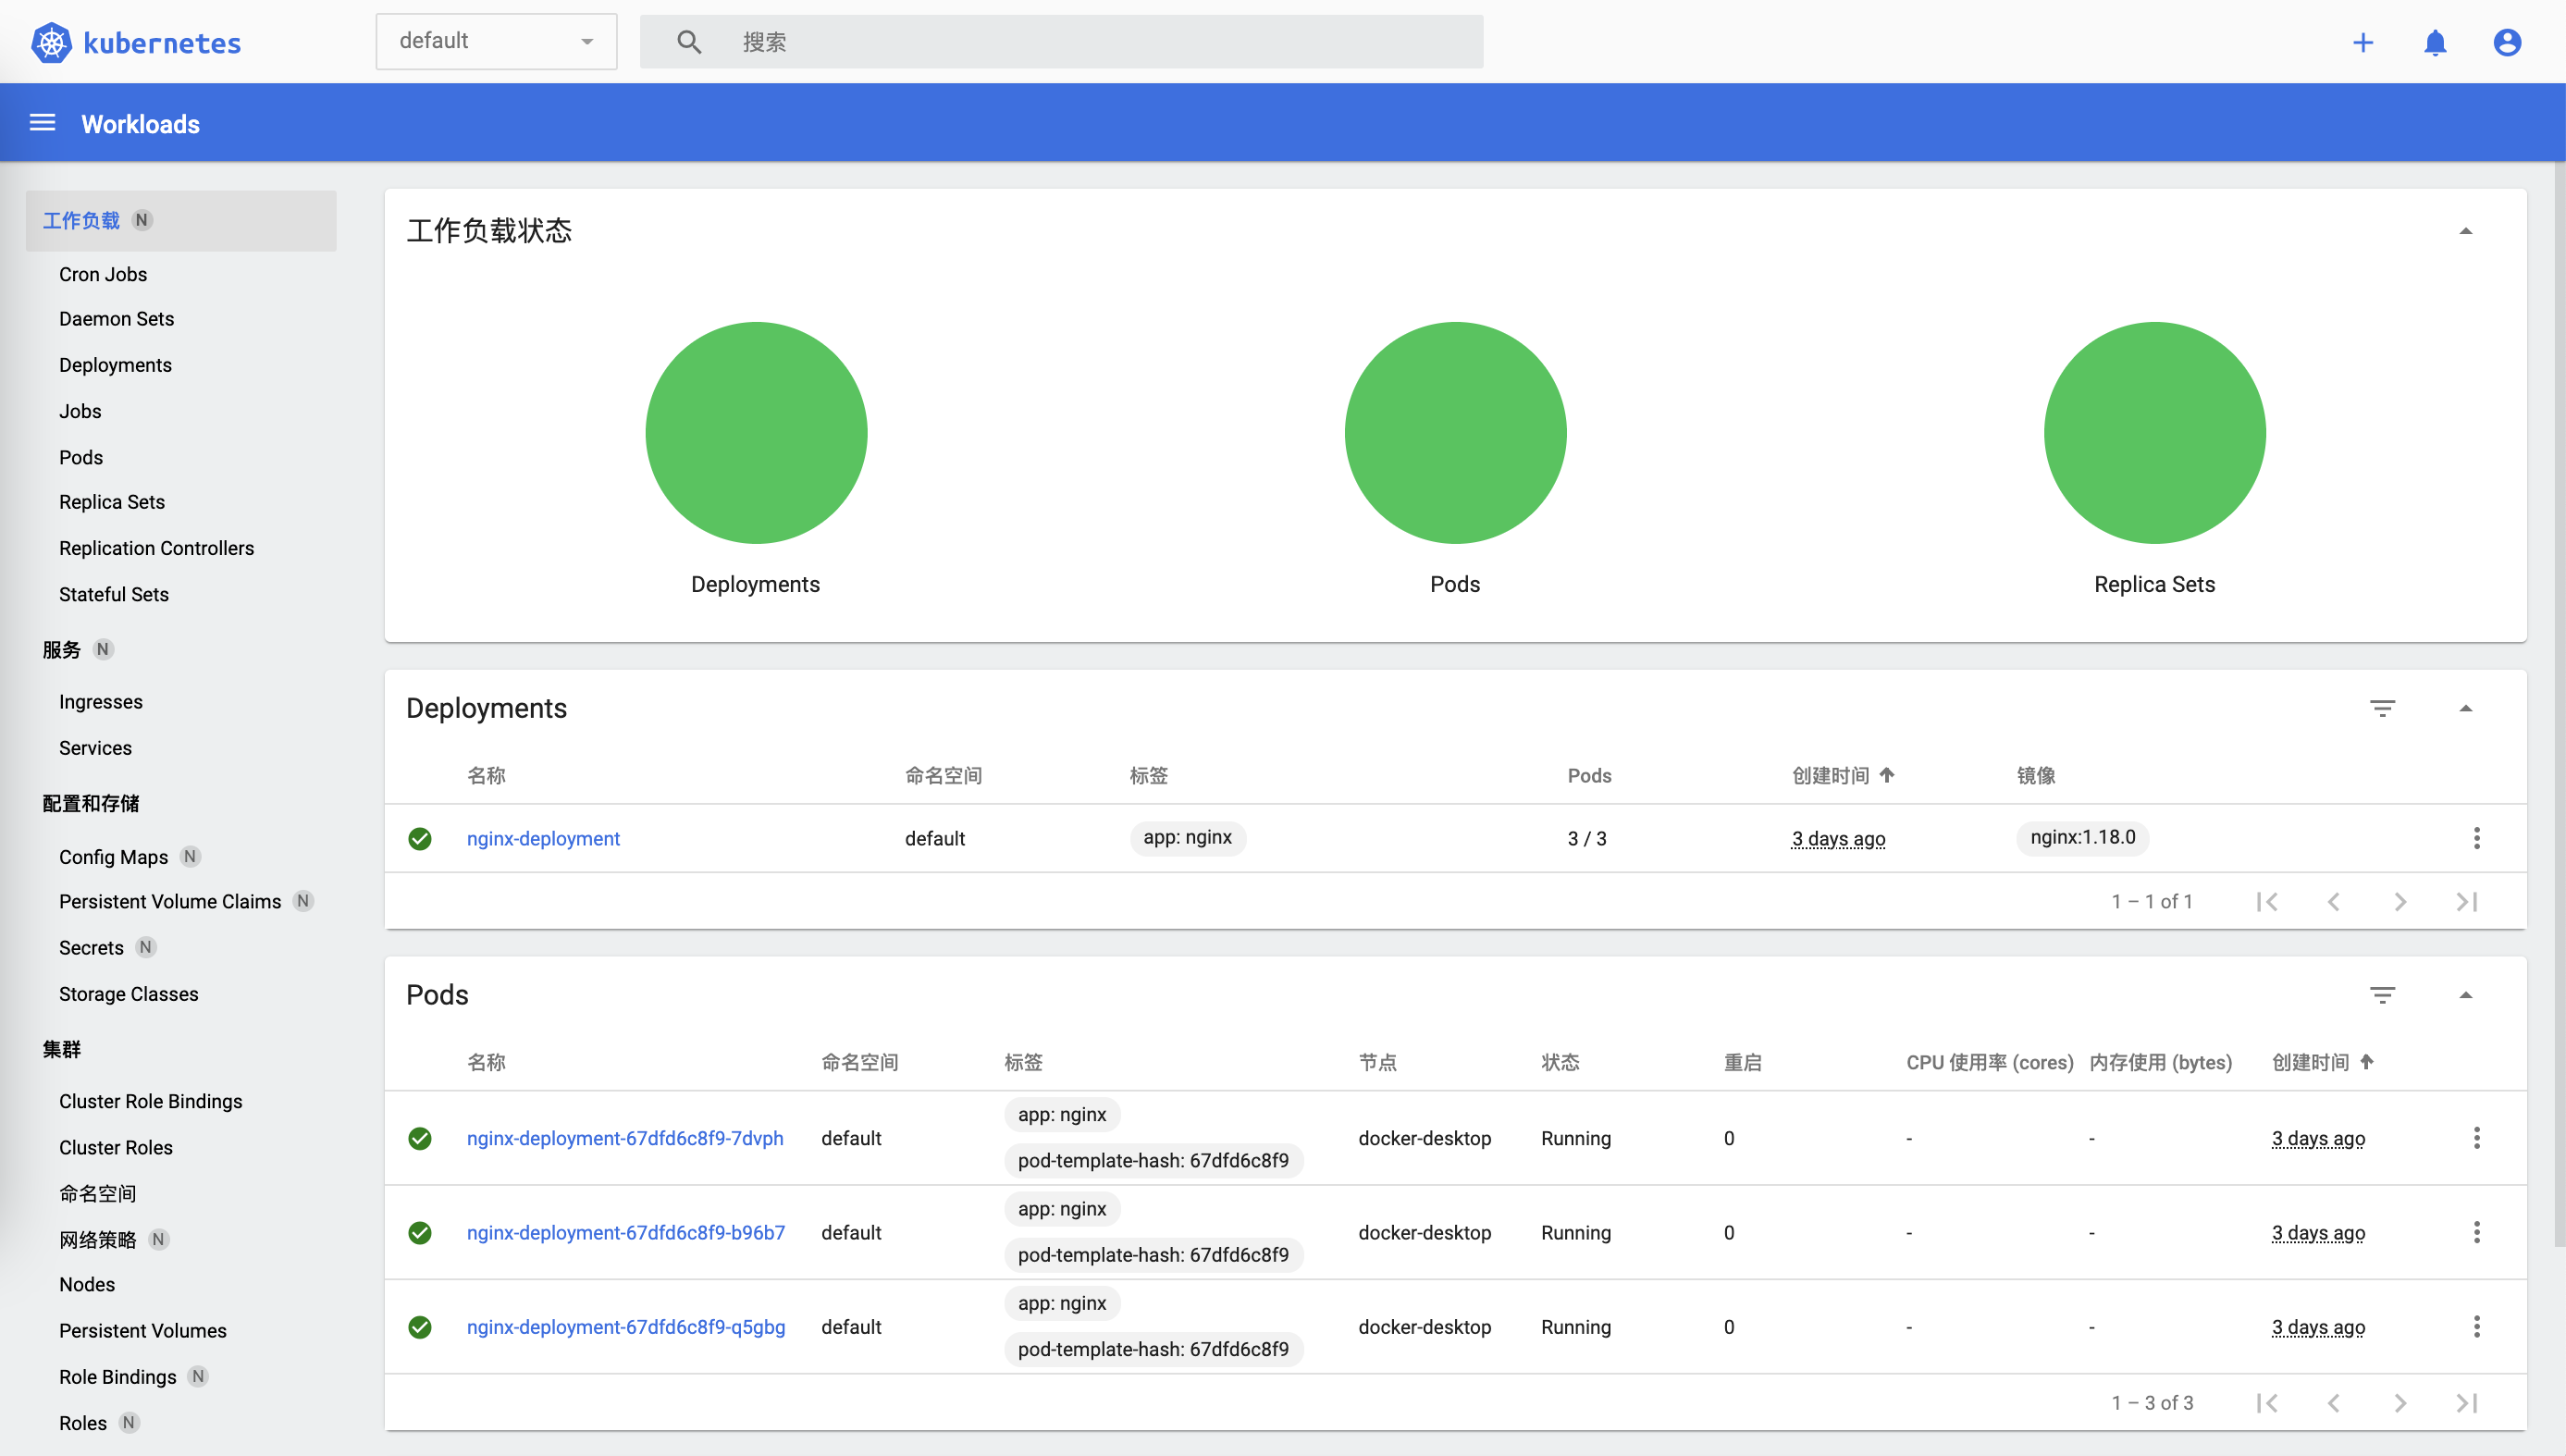 kubernetes
default
搜索
Workloads
工作负载 N
Cron Jobs
Daemon Sets
Deployments
Jobs
Pods
Replica Sets
Replication Controllers
Stateful Sets
服务 N
Ingresses
Services
配置和存储
Config Maps N
Persistent Volume Claims N
Secrets N
Storage Classes
集群
Cluster Role Bindings
Cluster Roles
命名空间
网络策略 N
Nodes
Persistent Volumes
Role Bindings N
Roles N
工作负载状态
Deployments
Pods
Replica Sets
Deployments
名称 命名空间 标签 Pods 创建时间 镜像
nginx-deployment default app: nginx 3 / 3 3 days ago nginx:1.18.0
1 – 1 of 1
Pods
名称 命名空间 标签 节点 状态 重启 CPU 使用率 (cores) 内存使用 (bytes) 创建时间
app: nginx
nginx-deployment-67dfd6c8f9-7dvph default docker-desktop Running 0 - - 3 days ago
pod-template-hash: 67dfd6c8f9
app: nginx
nginx-deployment-67dfd6c8f9-b96b7 default docker-desktop Running 0 - - 3 days ago
pod-template-hash: 67dfd6c8f9
app: nginx
nginx-deployment-67dfd6c8f9-q5gbg default docker-desktop Running 0 - - 3 days ago
pod-template-hash: 67dfd6c8f9
1 – 3 of 3